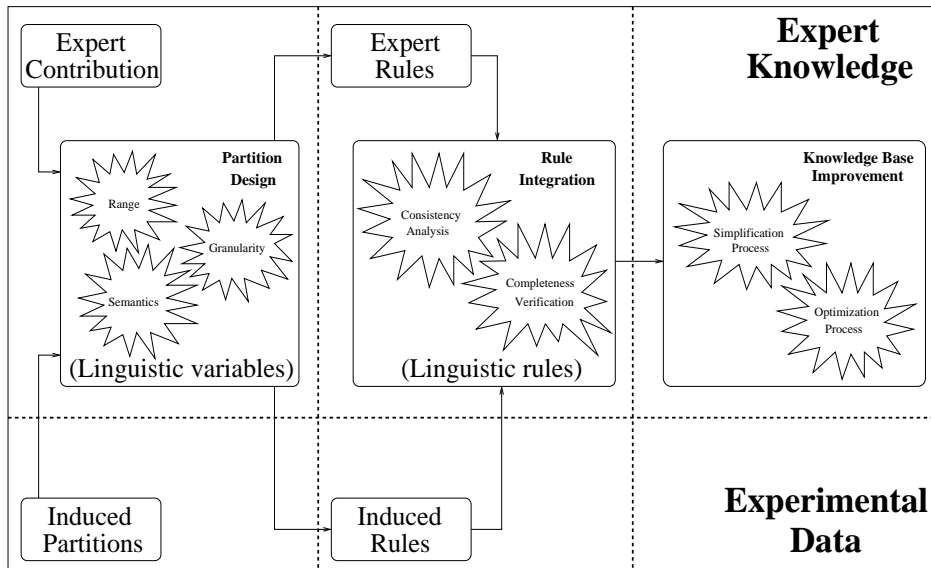 Expert
Contribution
Expert
Rules
Expert
Knowledge
Partition
Design
Range
Granularity
Semantics
(Linguistic variables)
Rule
Integration
Consistency
Analysis
Completeness
Verification
(Linguistic rules)
Knowledge Base
Improvement
Simplification
Process
Optimization
Process
Induced
Partitions
Induced
Rules
Experimental
Data